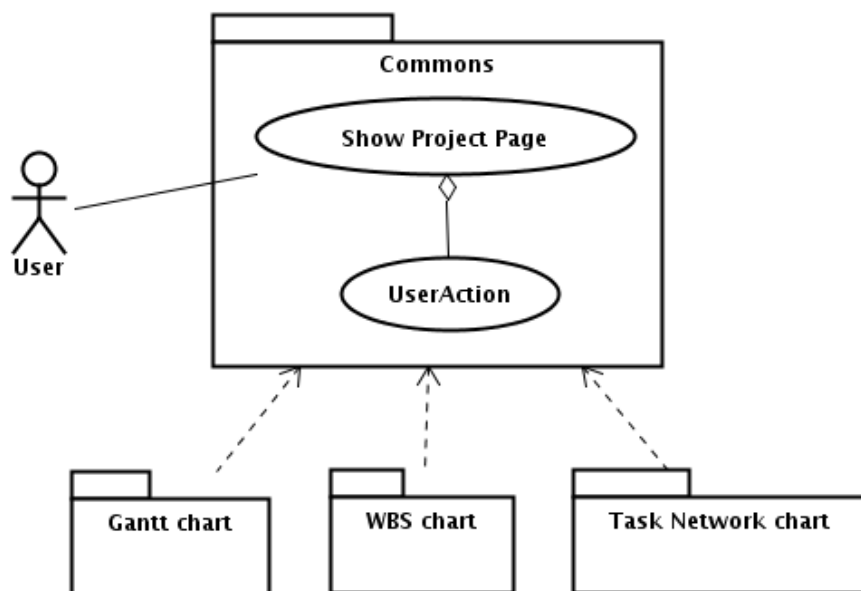 Commons
Show Project Page
User
UserAction
Gantt chart
WBS chart
Task Network chart